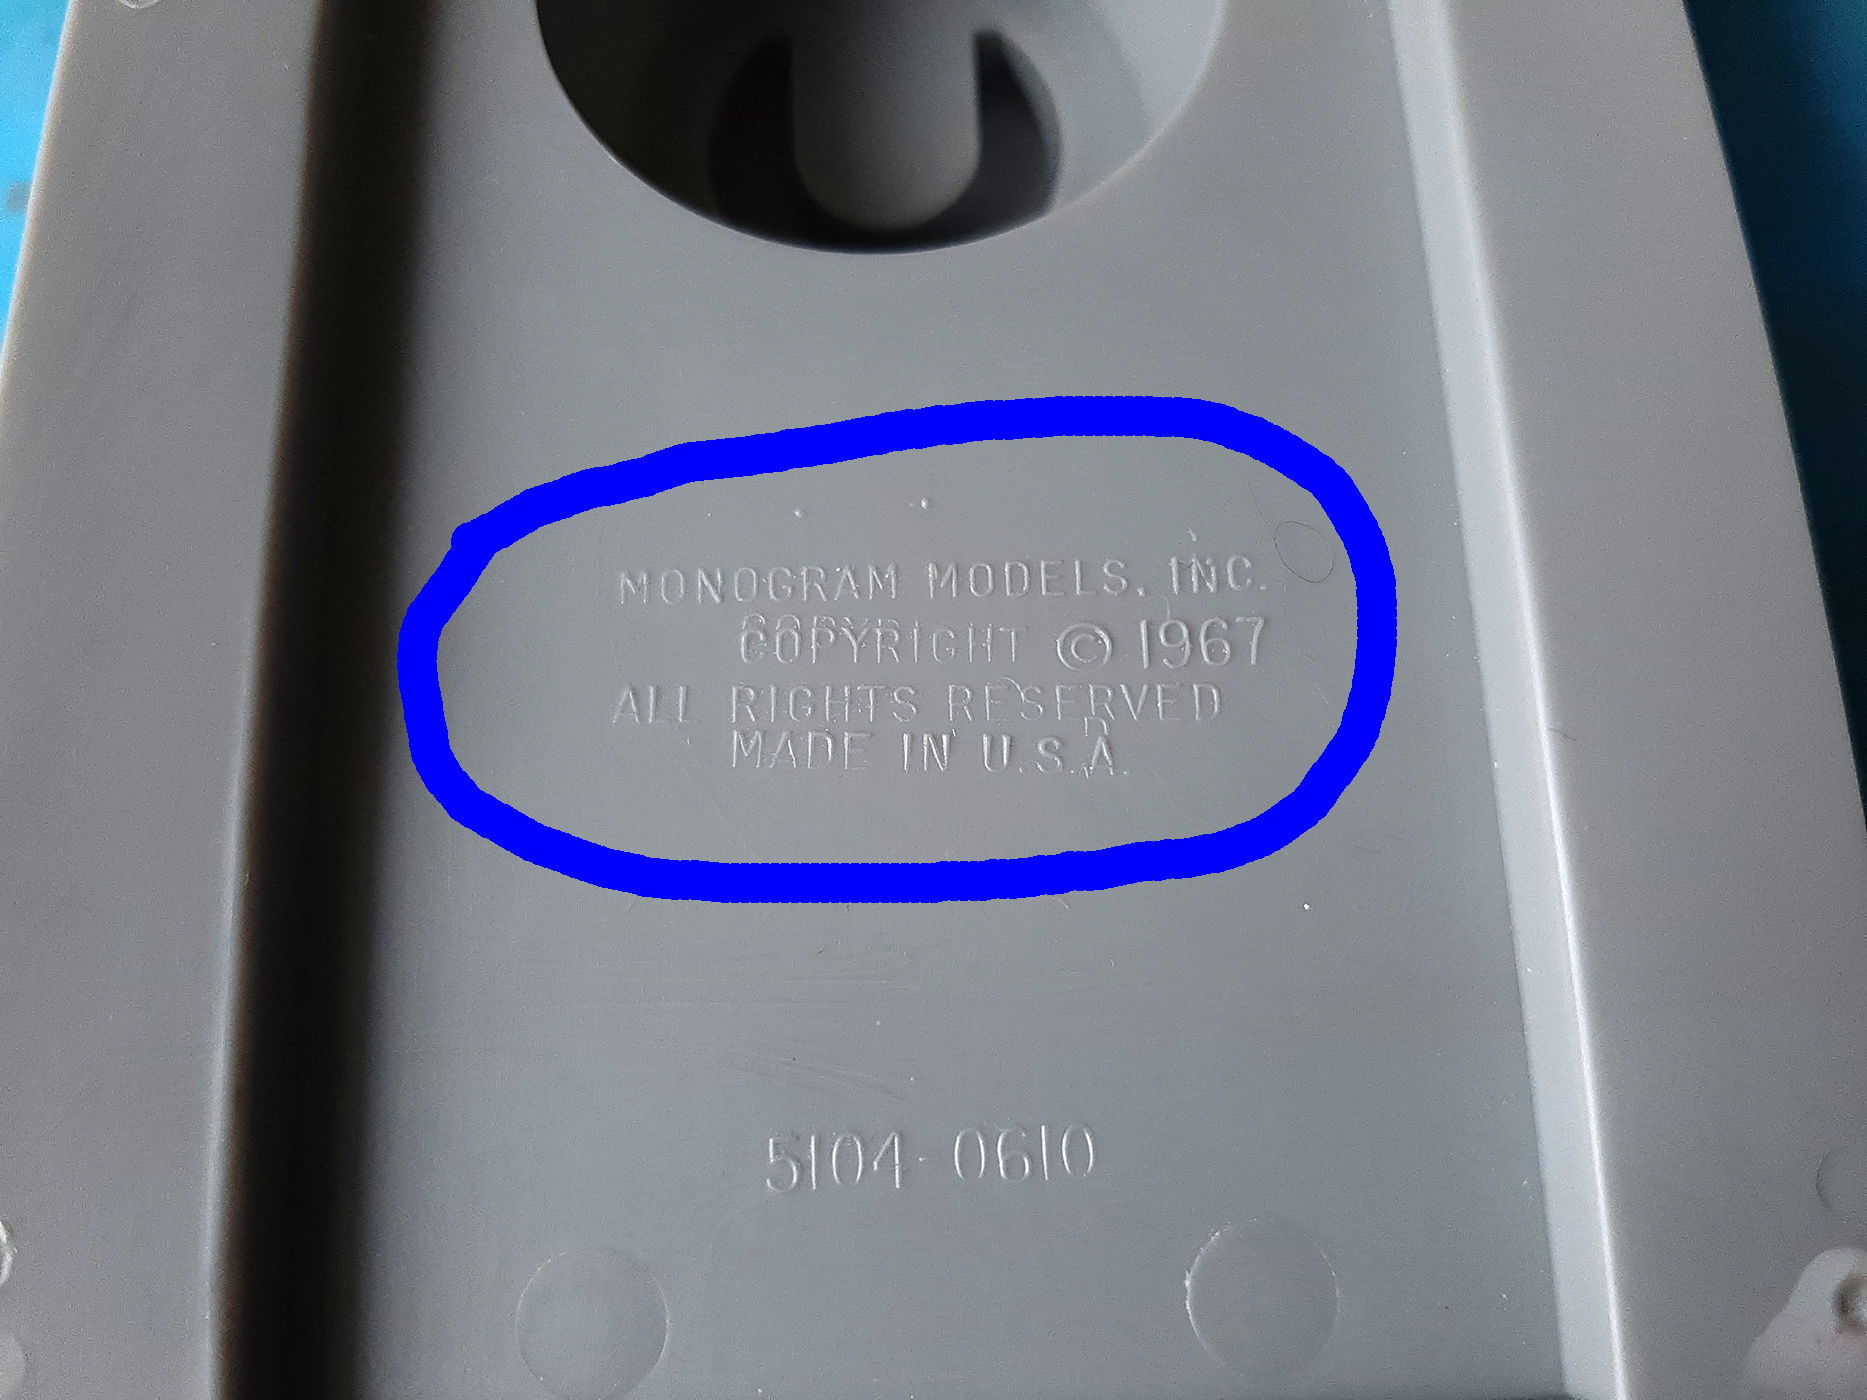 MONOGRAM MODELS, INC.
COPYRIGHT © 1967
ALL RIGHTS RESERVED
MADE IN U.S.A.
5104-0610